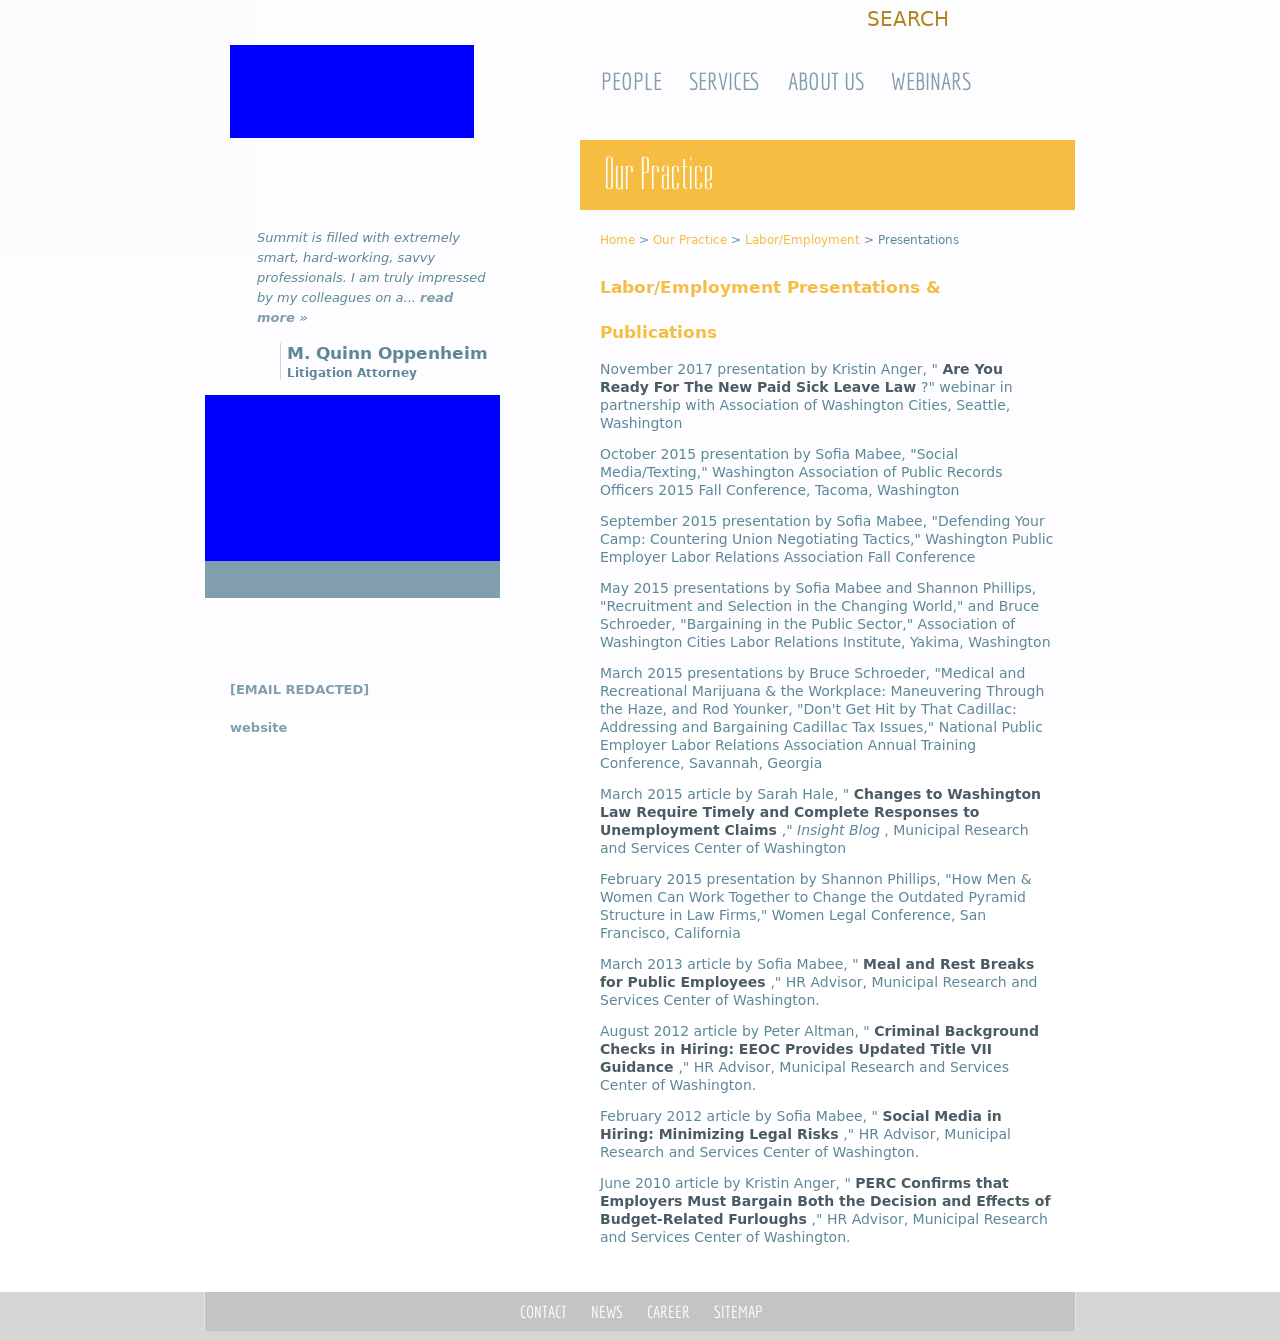 SEARCH
PEOPLE SERVICES ABOUT US WEBINARS
Our Practice
Summit is filled with extremely
smart, hard-working, savvy
professionals. I am truly impressed
by my colleagues on a... read
more »
M. Quinn Oppenheim
Litigation Attorney
[EMAIL REDACTED]
website
Home > Our Practice > Labor/Employment > Presentations
Labor/Employment Presentations &
Publications
November 2017 presentation by Kristin Anger, " Are You
Ready For The New Paid Sick Leave Law ?" webinar in
partnership with Association of Washington Cities, Seattle,
Washington
October 2015 presentation by Sofia Mabee, "Social
Media/Texting," Washington Association of Public Records
Officers 2015 Fall Conference, Tacoma, Washington
September 2015 presentation by Sofia Mabee, "Defending Your
Camp: Countering Union Negotiating Tactics," Washington Public
Employer Labor Relations Association Fall Conference
May 2015 presentations by Sofia Mabee and Shannon Phillips,
"Recruitment and Selection in the Changing World," and Bruce
Schroeder, "Bargaining in the Public Sector," Association of
Washington Cities Labor Relations Institute, Yakima, Washington
March 2015 presentations by Bruce Schroeder, "Medical and
Recreational Marijuana & the Workplace: Maneuvering Through
the Haze, and Rod Younker, "Don't Get Hit by That Cadillac:
Addressing and Bargaining Cadillac Tax Issues," National Public
Employer Labor Relations Association Annual Training
Conference, Savannah, Georgia
March 2015 article by Sarah Hale, " Changes to Washington
Law Require Timely and Complete Responses to
Unemployment Claims ," Insight Blog , Municipal Research
and Services Center of Washington
February 2015 presentation by Shannon Phillips, "How Men &
Women Can Work Together to Change the Outdated Pyramid
Structure in Law Firms," Women Legal Conference, San
Francisco, California
March 2013 article by Sofia Mabee, " Meal and Rest Breaks
for Public Employees ," HR Advisor, Municipal Research and
Services Center of Washington.
August 2012 article by Peter Altman, " Criminal Background
Checks in Hiring: EEOC Provides Updated Title VII
Guidance ," HR Advisor, Municipal Research and Services
Center of Washington.
February 2012 article by Sofia Mabee, " Social Media in
Hiring: Minimizing Legal Risks ," HR Advisor, Municipal
Research and Services Center of Washington.
June 2010 article by Kristin Anger, " PERC Confirms that
Employers Must Bargain Both the Decision and Effects of
Budget-Related Furloughs ," HR Advisor, Municipal Research
and Services Center of Washington.
CONTACT NEWS CAREER SITEMAP